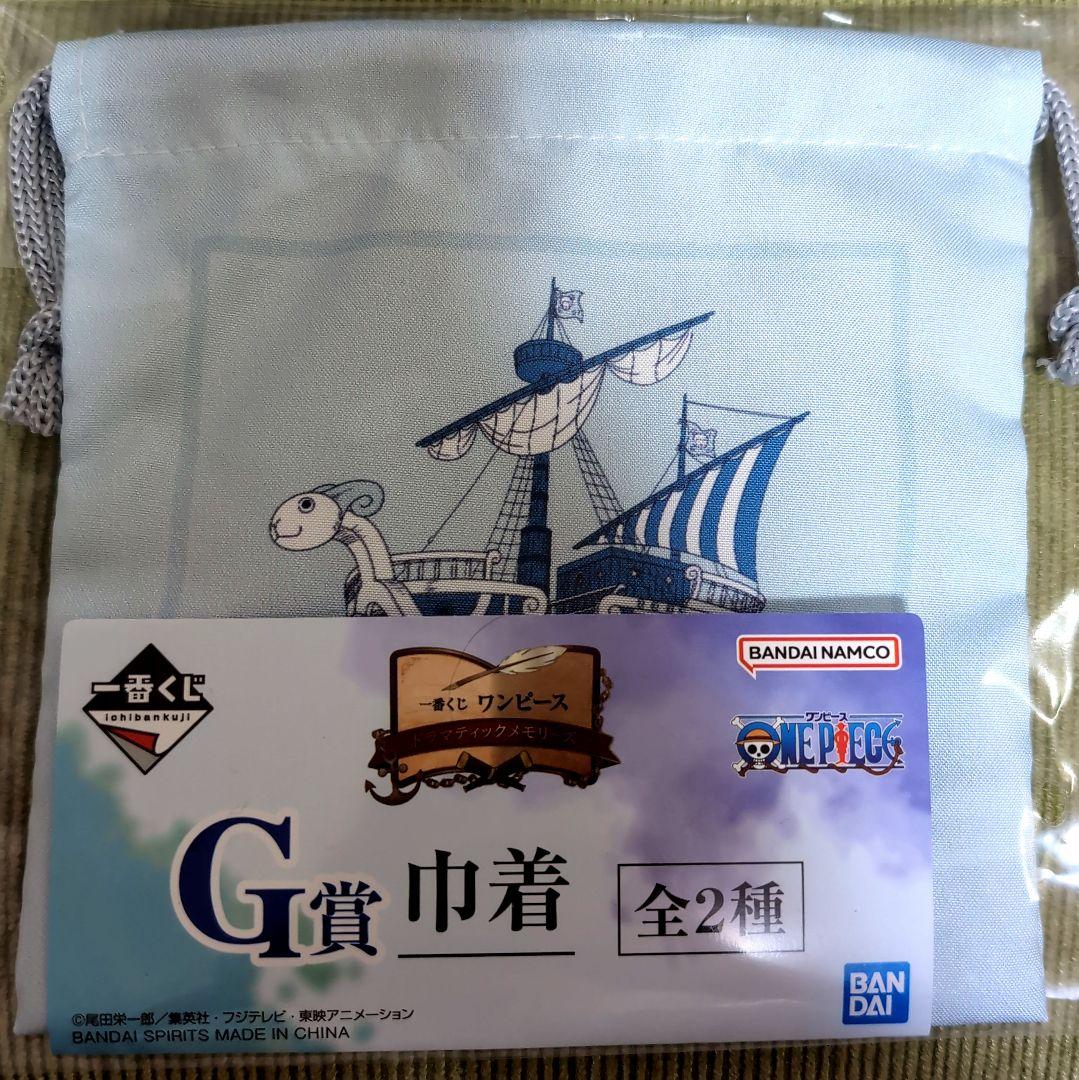 一番くじ
ichibankuji
一番くじ ワンピース
ドラマティックメモリーズ
BANDAI NAMCO
ワンピース
ONE PIECE
G賞 巾着 全2種
©尾田栄一郎／集英社・フジテレビ・東映アニメーション
BANDAI SPIRITS MADE IN CHINA
BAN
DAI